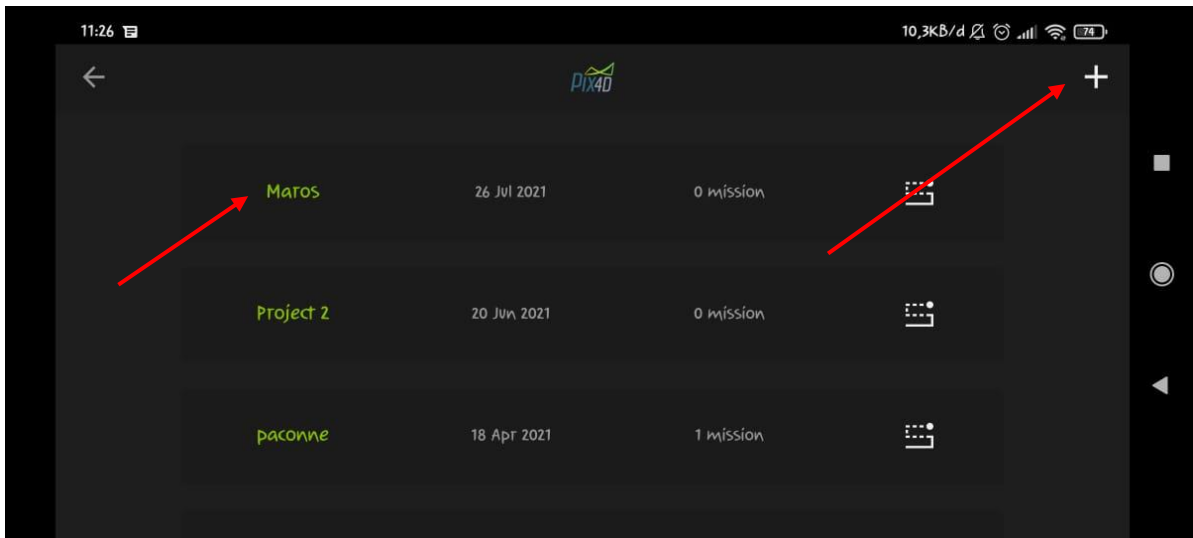 11:26 10,3KB/d 74
Pix4D
Maros 26 Jul 2021 0 mission
Project 2 20 Jun 2021 0 mission
paconne 18 Apr 2021 1 mission